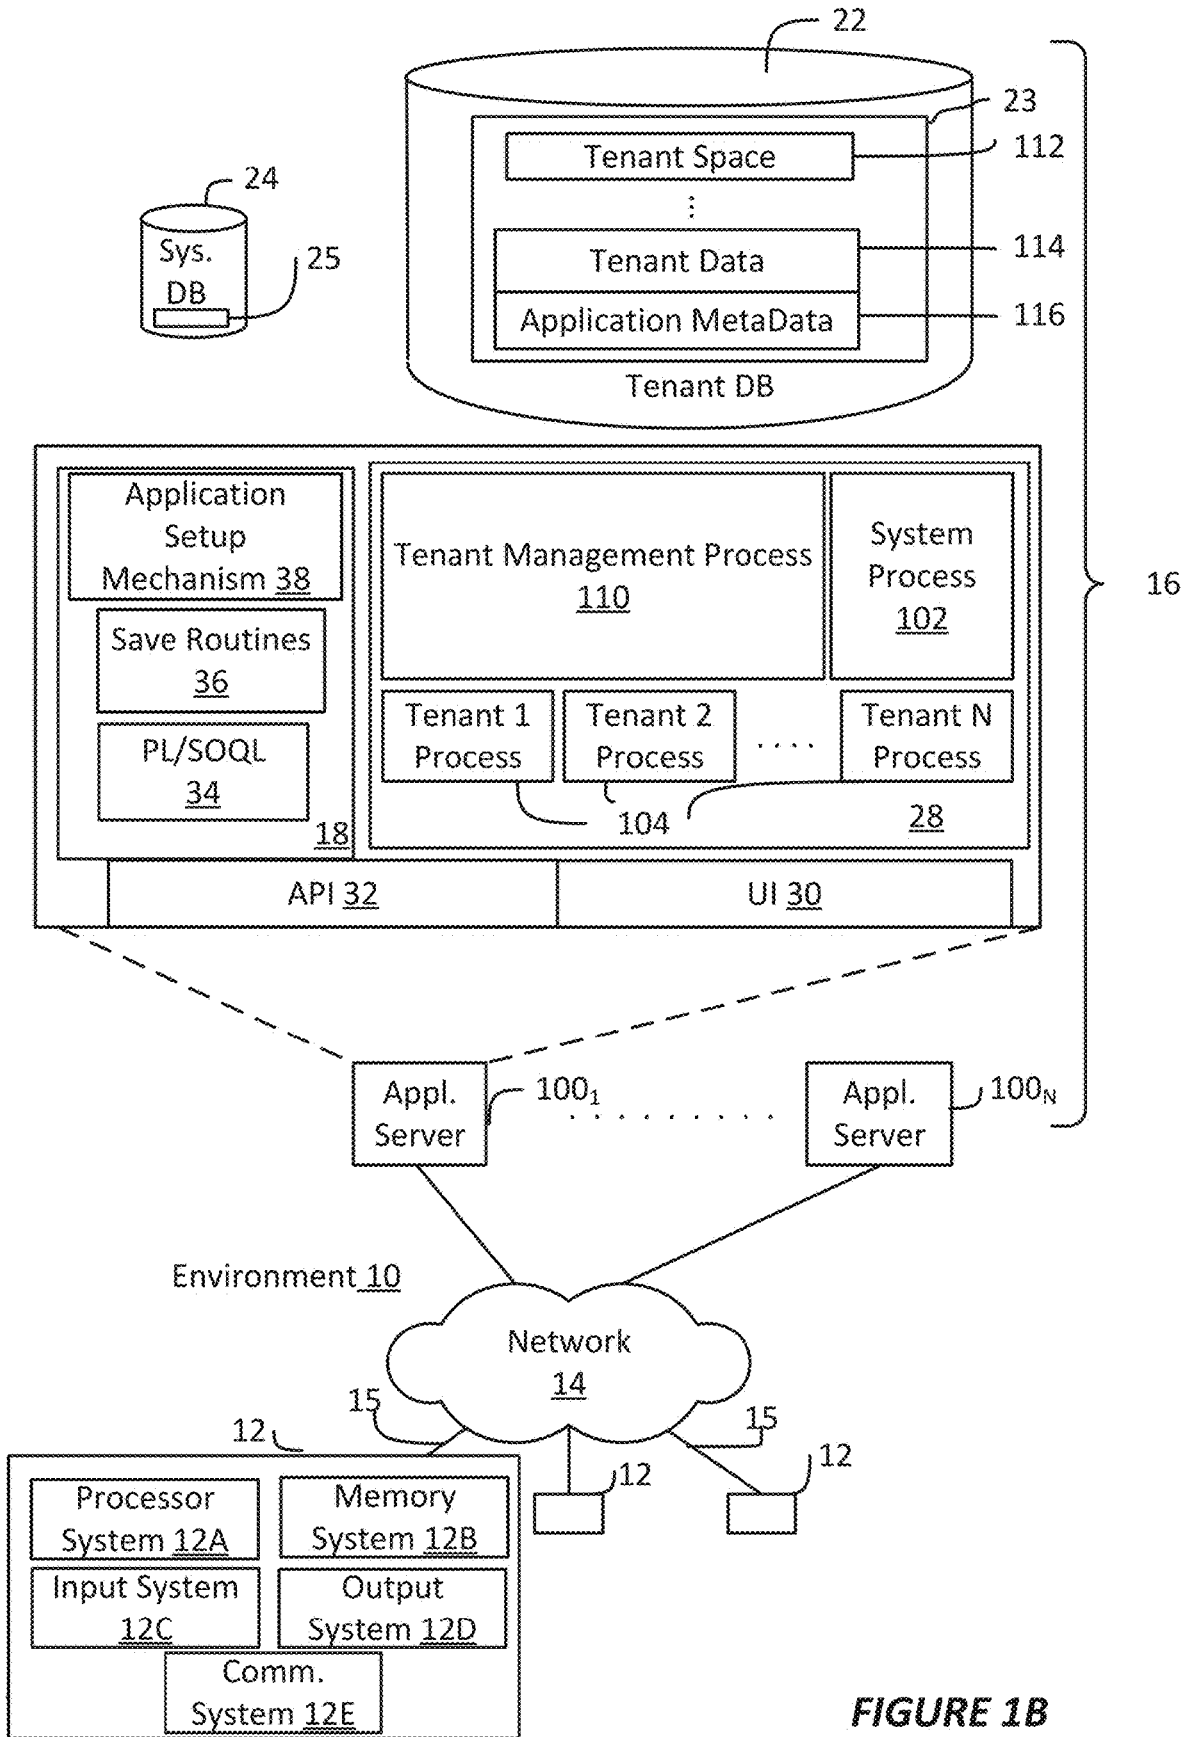 22
23
Tenant Space
112
24
⋮
Sys.
DB
25
Tenant Data
114
Application MetaData
116
Tenant DB
Application
Setup
Mechanism 38
Tenant Management Process
110
System
Process
102
16
Save Routines
36
Tenant 1
Process
Tenant 2
Process
. . . .
Tenant N
Process
PL/SOQL
34
104
28
18
API 32
UI 30
Appl.
Server
100₁
. . . . . . . . .
Appl.
Server
100ₙ
Environment 10
Network
14
15
15
12
12
12
Processor
System 12A
Memory
System 12B
Input System
12C
Output
System 12D
Comm.
System 12E
FIGURE 1B